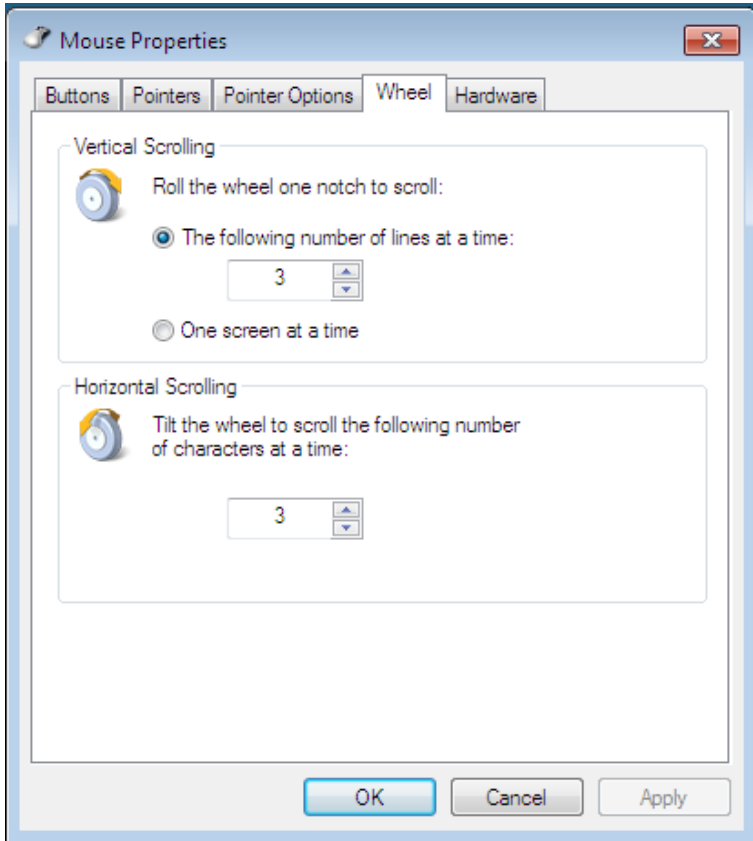 Mouse Properties
Buttons Pointers Pointer Options Wheel Hardware
Vertical Scrolling
Roll the wheel one notch to scroll:
The following number of lines at a time:
3
One screen at a time
Horizontal Scrolling
Tilt the wheel to scroll the following number
of characters at a time:
3
OK Cancel Apply